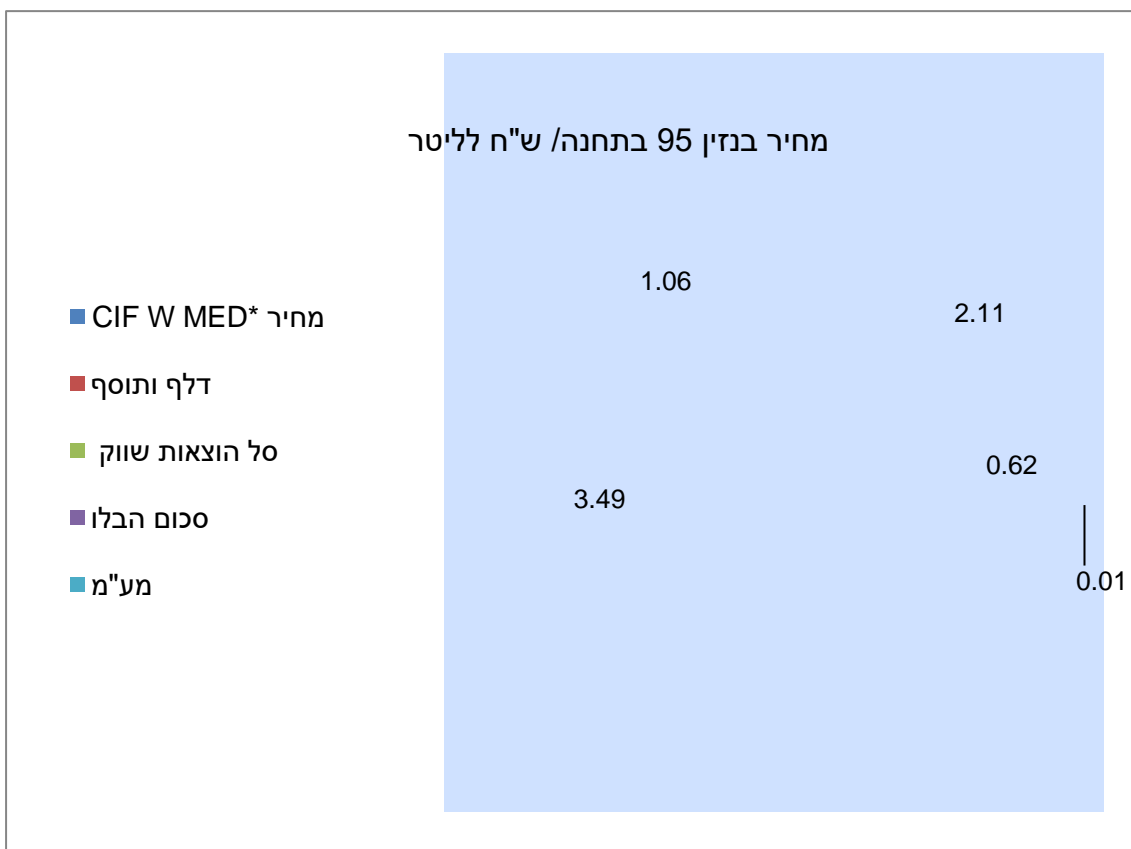 מחיר בנזין 95 בתחנה/ ש"ח לליטר
1.06
2.11
0.62
3.49
0.01
מחיר *CIF W MED
דלף ותוסף
סל הוצאות שווק
סכום הבלו
מע"מ